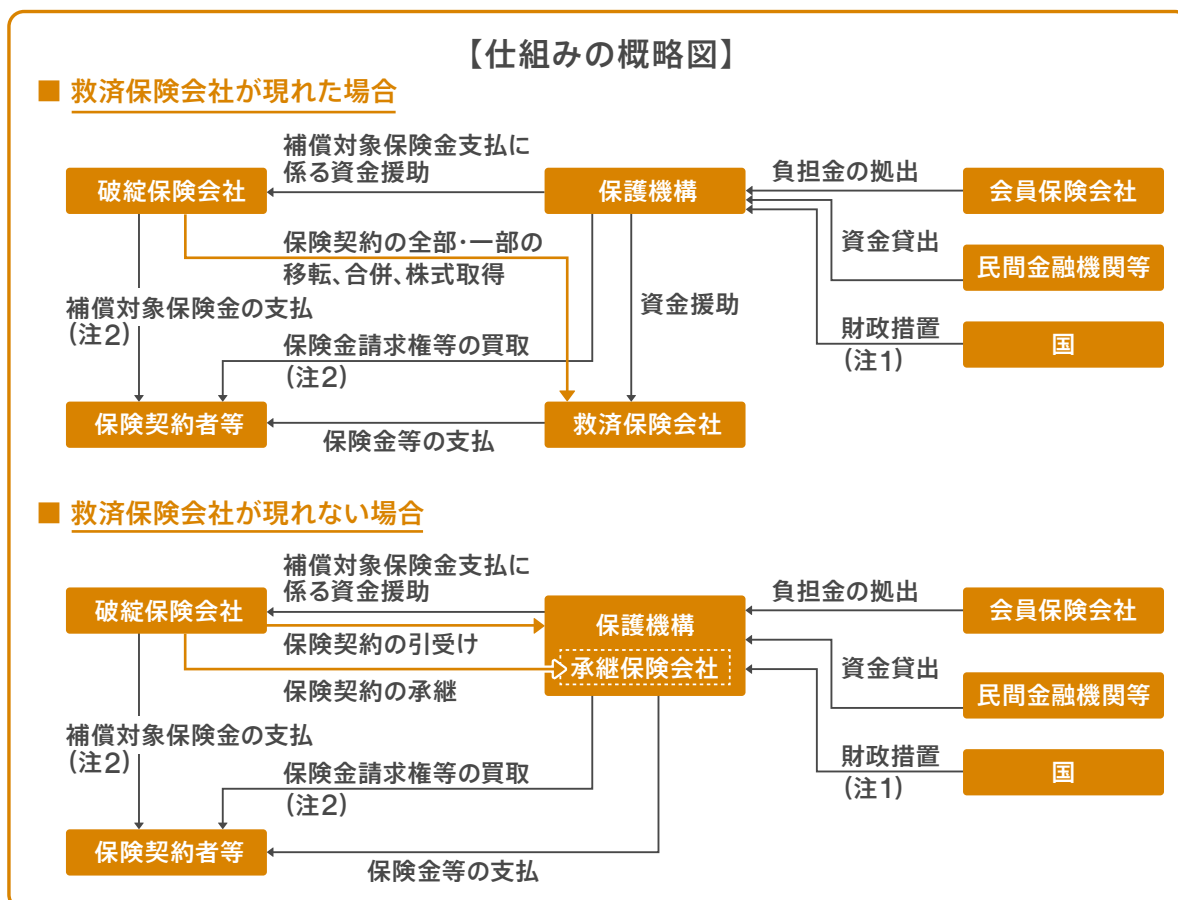 【仕組みの概略図】
■ 救済保険会社が現れた場合
補償対象保険金支払に
係る資金援助
破綻保険会社
保護機構
負担金の拠出
会員保険会社
保険契約の全部・一部の
移転、合併、株式取得
資金貸出
民間金融機関等
補償対象保険金の支払
(注2)
資金援助
財政措置
(注1)
国
保険金請求権等の買取
(注2)
保険契約者等
保険金等の支払
救済保険会社
■ 救済保険会社が現れない場合
補償対象保険金支払に
係る資金援助
破綻保険会社
保護機構
承継保険会社
負担金の拠出
会員保険会社
保険契約の引受け
保険契約の承継
資金貸出
民間金融機関等
補償対象保険金の支払
(注2)
財政措置
(注1)
国
保険金請求権等の買取
(注2)
保険契約者等
保険金等の支払